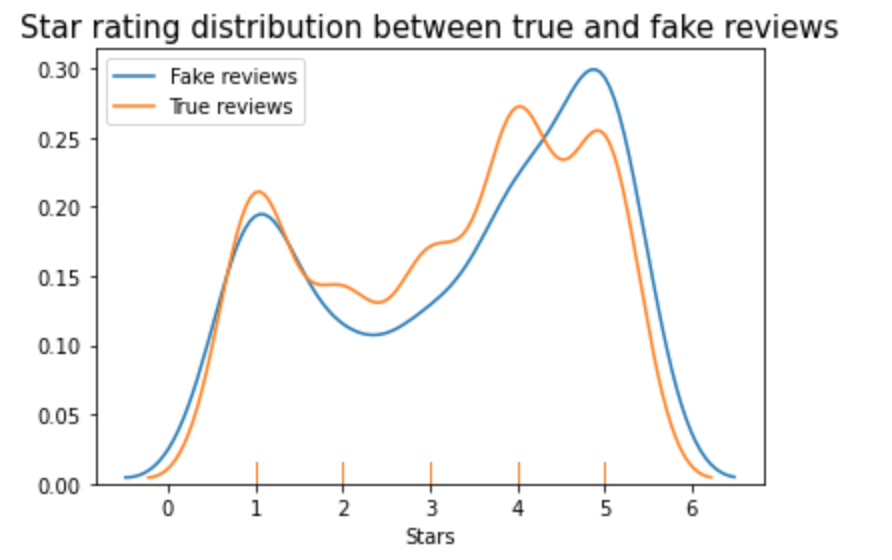 Star rating distribution between true and fake reviews
Fake reviews
True reviews
0.30
0.25
0.20
0.15
0.10
0.05
0.00
0 1 2 3 4 5 6
Stars